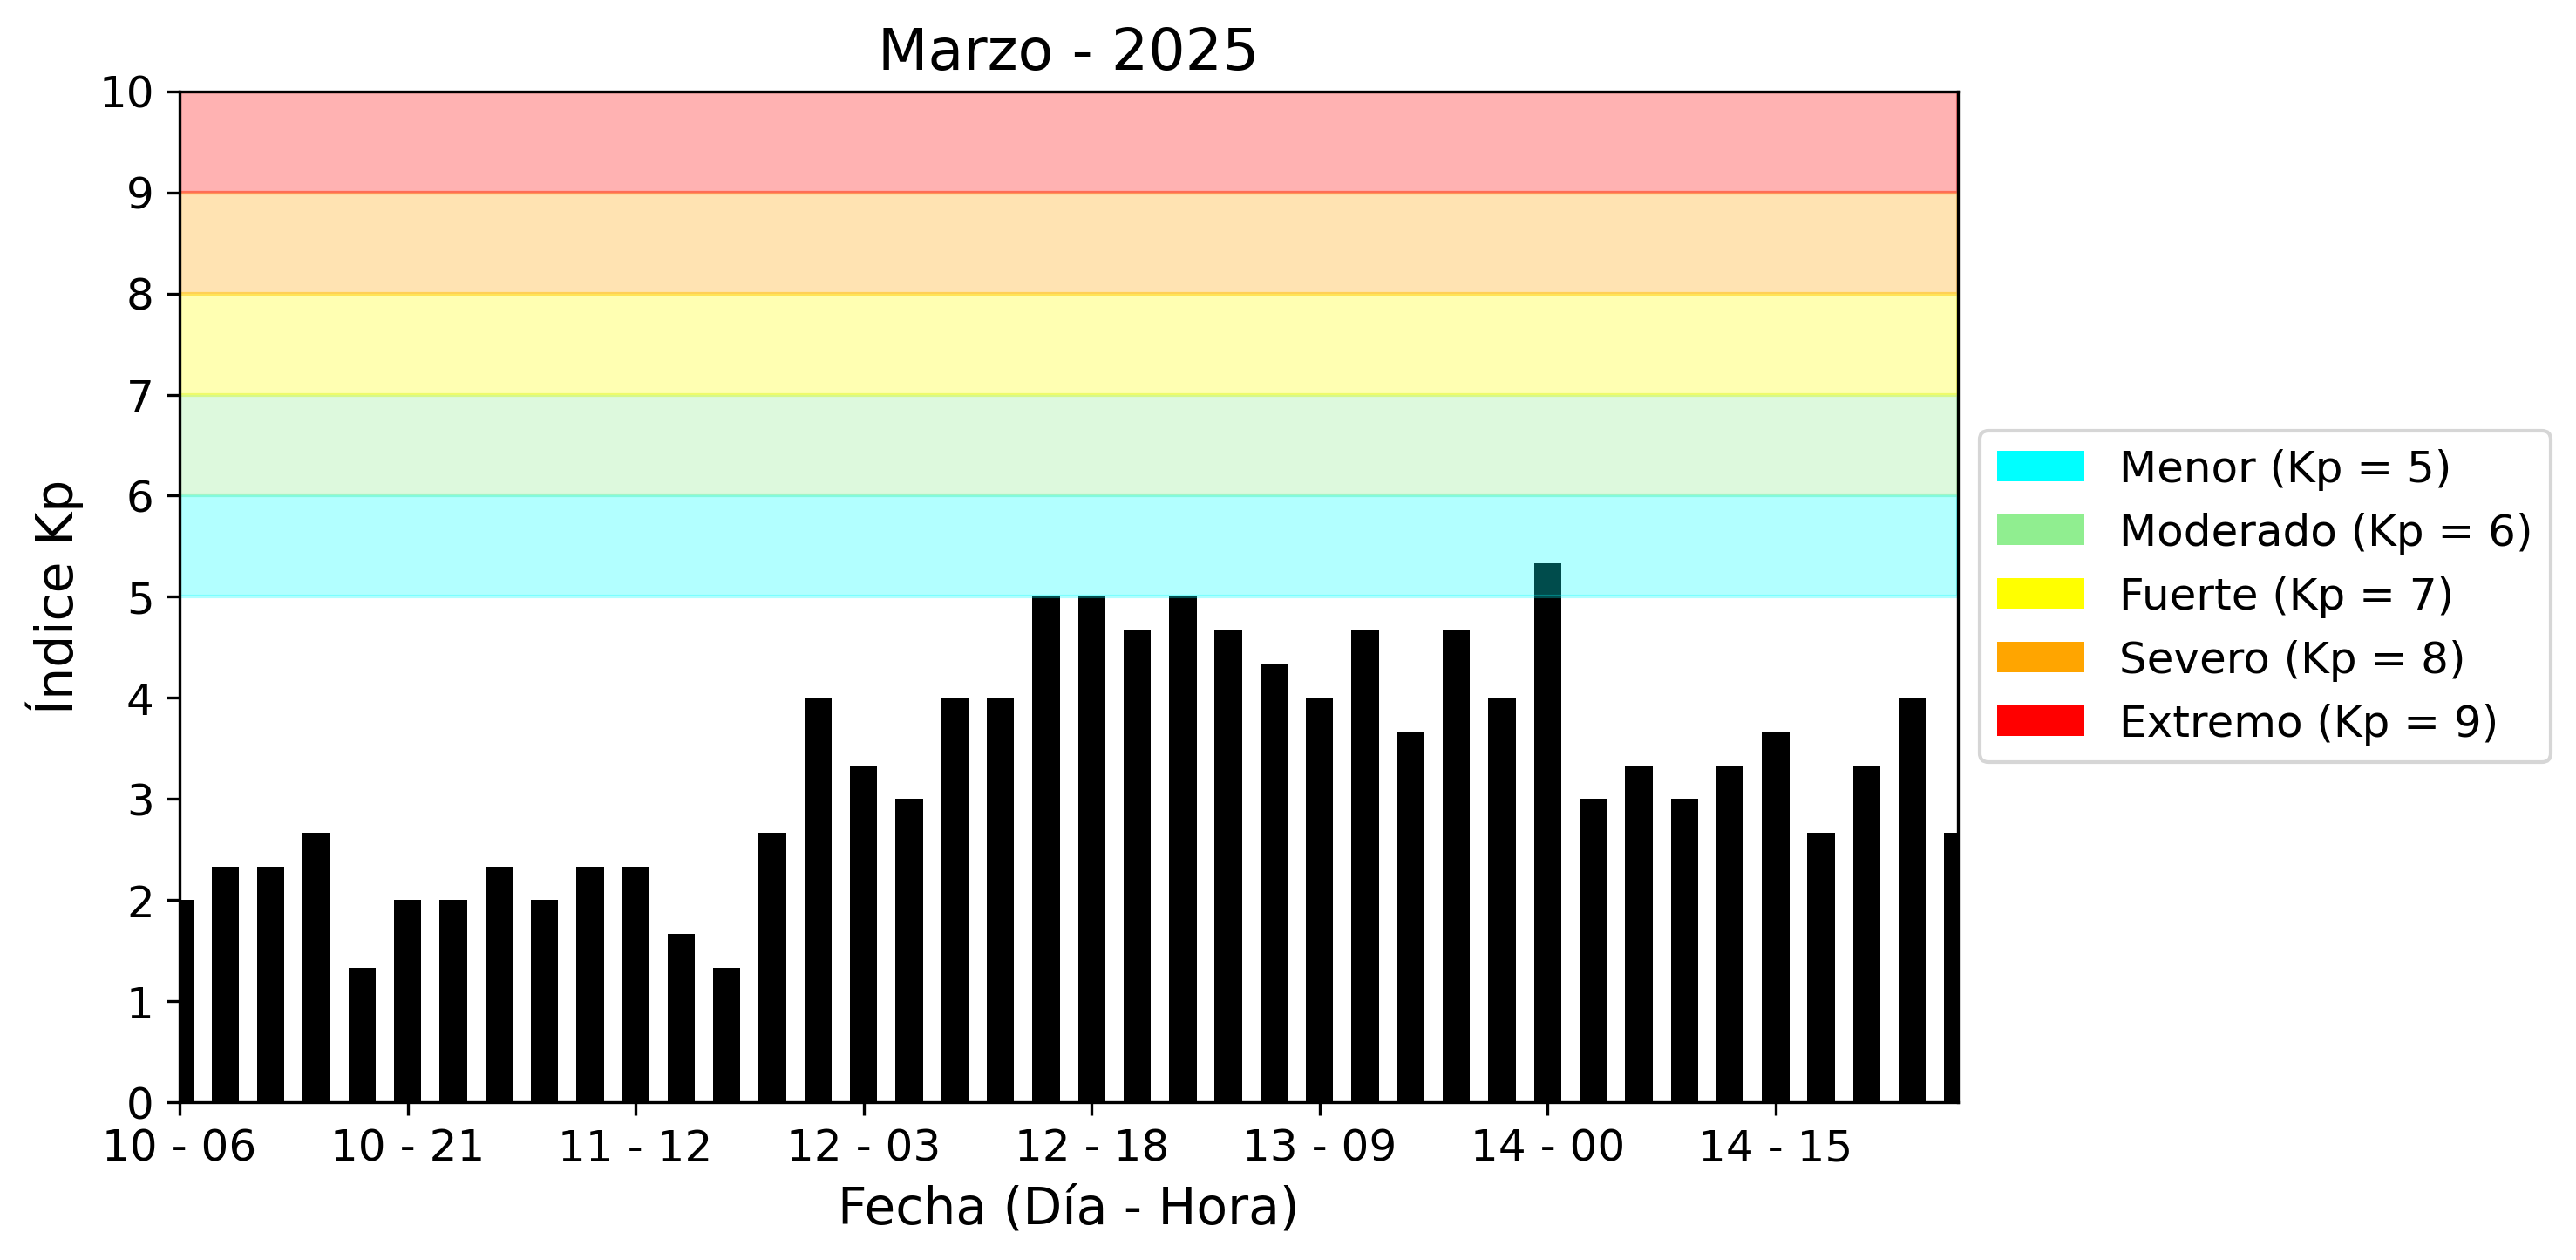 Marzo - 2025
10
9
8
7
6
5
4
3
2
1
0
Índice Kp
10 - 06
10 - 21
11 - 12
12 - 03
12 - 18
13 - 09
14 - 00
14 - 15
Fecha (Día - Hora)
Menor (Kp = 5)
Moderado (Kp = 6)
Fuerte (Kp = 7)
Severo (Kp = 8)
Extremo (Kp = 9)